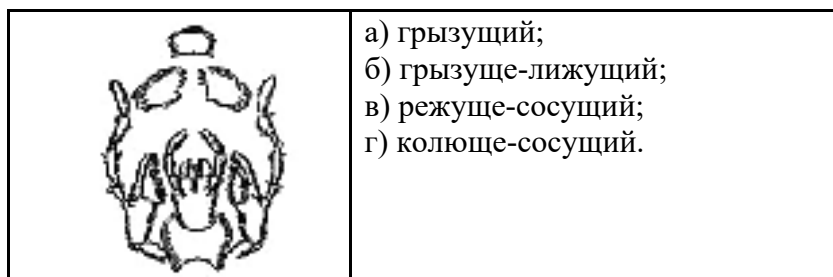 а) грызущий;
б) грызуще-лижущий;
в) режуще-сосущий;
г) колюще-сосущий.